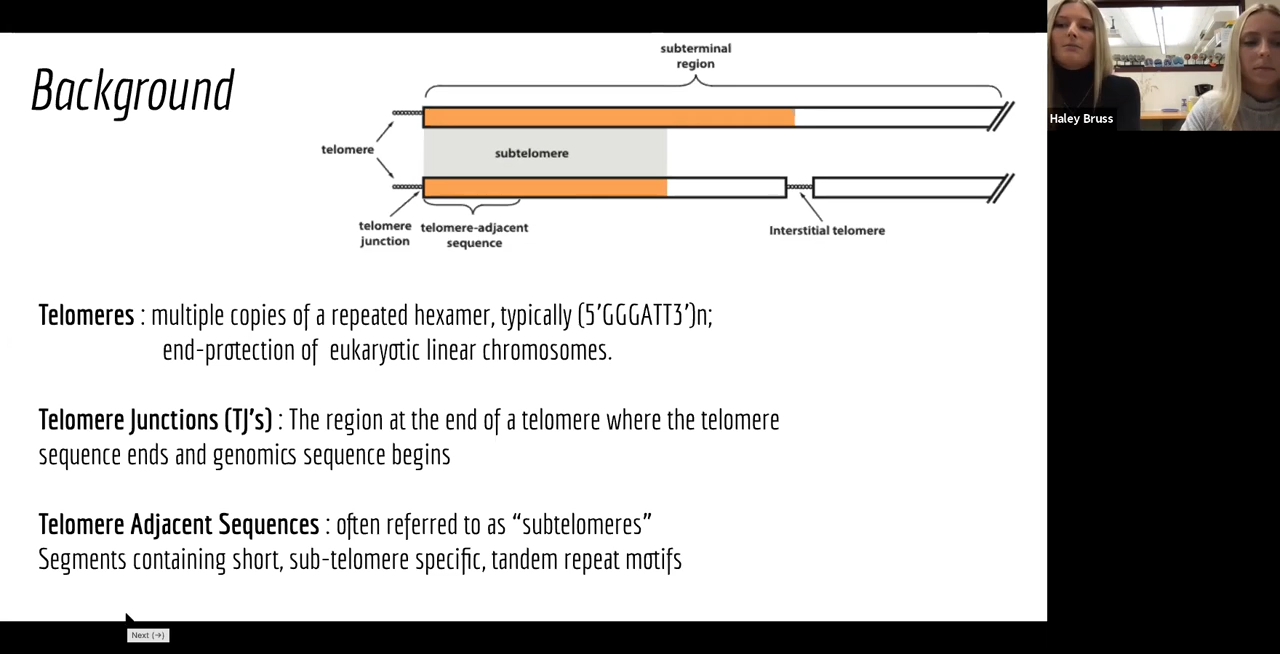 Background
subterminal
region
telomere
subtelomere
telomere
junction
telomere-adjacent
sequence
Interstitial telomere
Telomeres : multiple copies of a repeated hexamer, typically (5'GGGATT3')n;
end-protection of eukaryotic linear chromosomes.
Telomere Junctions (TJ's) : The region at the end of a telomere where the telomere
sequence ends and genomics sequence begins
Telomere Adjacent Sequences : often referred to as “subtelomeres”
Segments containing short, sub-telomere specific, tandem repeat motifs
Next (→)
Haley Bruss